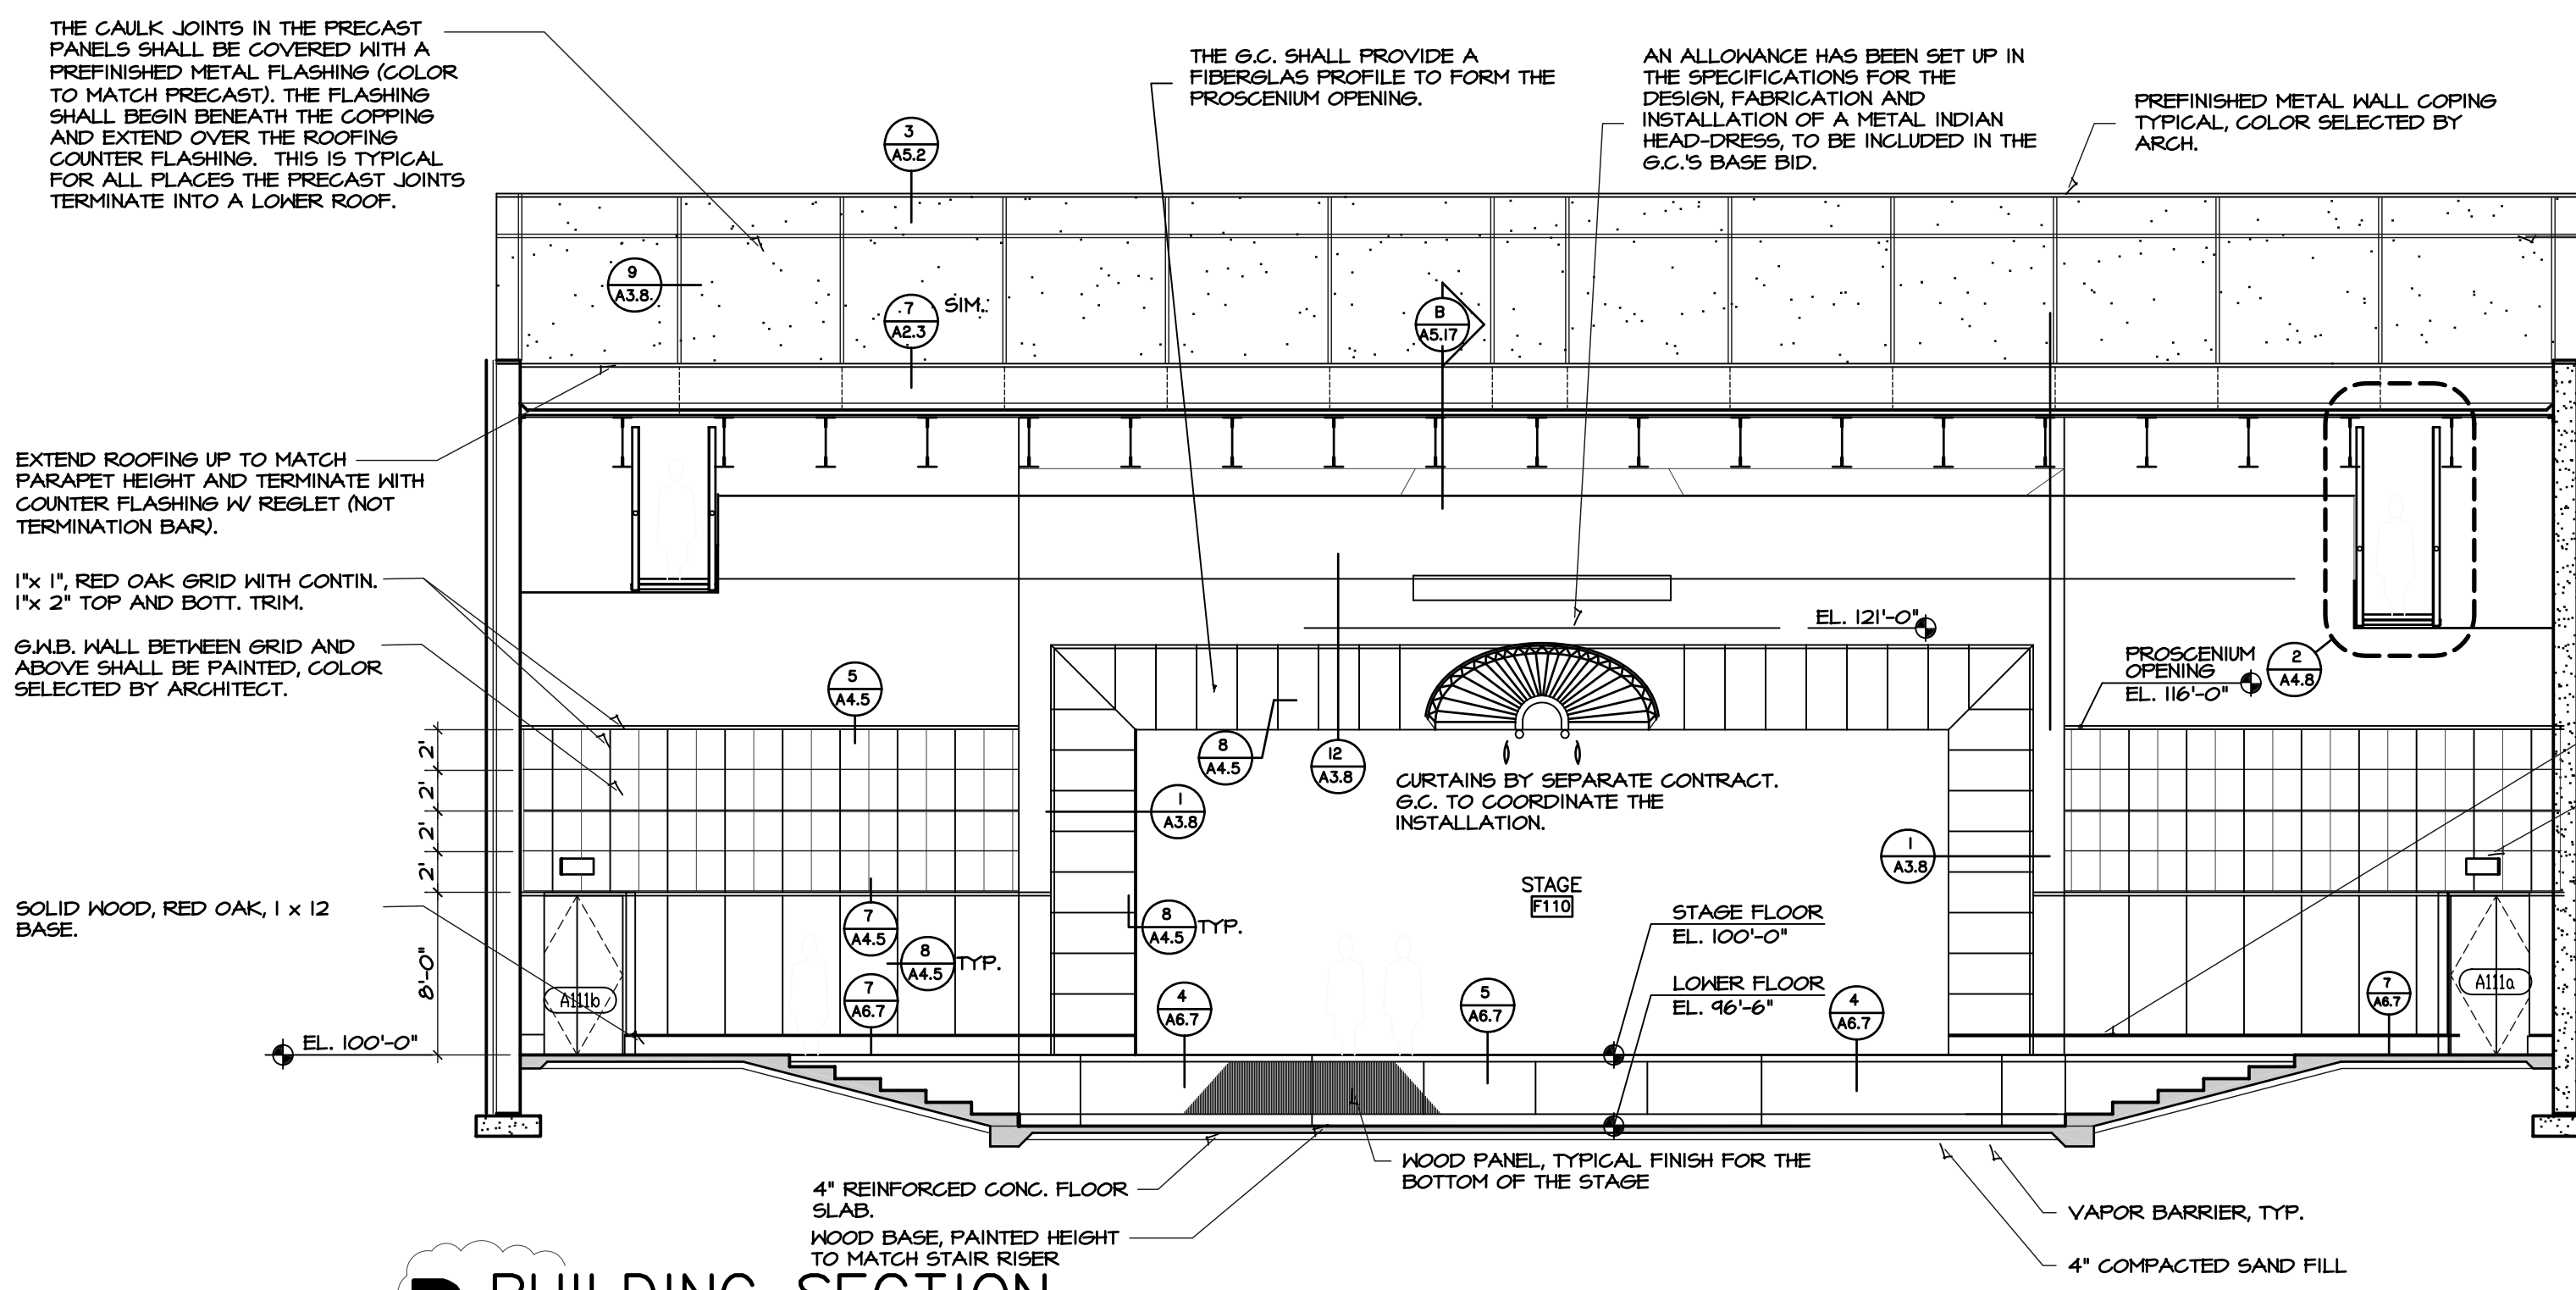 THE CAULK JOINTS IN THE PRECAST
PANELS SHALL BE COVERED WITH A
PREFINISHED METAL FLASHING (COLOR
TO MATCH PRECAST). THE FLASHING
SHALL BEGIN BENEATH THE COPPING
AND EXTEND OVER THE ROOFING
COUNTER FLASHING. THIS IS TYPICAL
FOR ALL PLACES THE PRECAST JOINTS
TERMINATE INTO A LOWER ROOF.
THE G.C. SHALL PROVIDE A
FIBERGLAS PROFILE TO FORM THE
PROSCENIUM OPENING.
AN ALLOWANCE HAS BEEN SET UP IN
THE SPECIFICATIONS FOR THE
DESIGN, FABRICATION AND
INSTALLATION OF A METAL INDIAN
HEAD-DRESS, TO BE INCLUDED IN THE
G.C.'S BASE BID.
PREFINISHED METAL WALL COPING
TYPICAL, COLOR SELECTED BY
ARCH.
3
A5.2
9
A3.8
7
A2.3
SIM.
B
A5.17
EXTEND ROOFING UP TO MATCH
PARAPET HEIGHT AND TERMINATE WITH
COUNTER FLASHING W/ REGLET (NOT
TERMINATION BAR).
1"x 1", RED OAK GRID WITH CONTIN.
1"x 2" TOP AND BOTT. TRIM.
G.W.B. WALL BETWEEN GRID AND
ABOVE SHALL BE PAINTED, COLOR
SELECTED BY ARCHITECT.
EL. 121'-0"
PROSCENIUM
OPENING
EL. 116'-0"
2
A4.8
5
A4.5
8
A4.5
12
A3.8
CURTAINS BY SEPARATE CONTRACT.
G.C. TO COORDINATE THE
INSTALLATION.
1
A3.8
1
A3.8
2'
2'
2'
2'
8'-0"
STAGE
F110
SOLID WOOD, RED OAK, 1 x 12
BASE.
7
A4.5
8
A4.5
TYP.
8
A4.5
TYP.
STAGE FLOOR
EL. 100'-0"
LOWER FLOOR
EL. 96'-6"
A111b
7
A6.7
4
A6.7
5
A6.7
4
A6.7
7
A6.7
A111a
EL. 100'-0"
4" REINFORCED CONC. FLOOR
SLAB.
WOOD BASE, PAINTED HEIGHT
TO MATCH STAIR RISER
WOOD PANEL, TYPICAL FINISH FOR THE
BOTTOM OF THE STAGE
VAPOR BARRIER, TYP.
4" COMPACTED SAND FILL
BUILDING SECTION